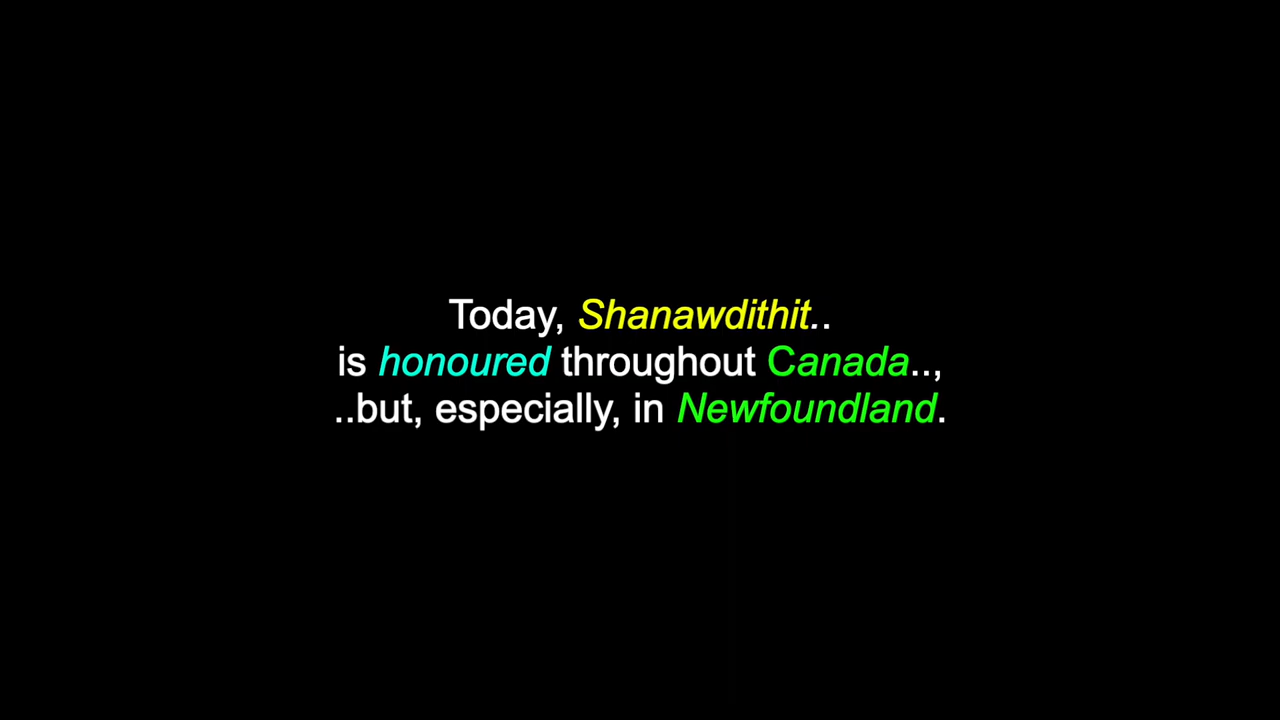 Today, Shanawdithit..
is honoured throughout Canada..,
..but, especially, in Newfoundland.